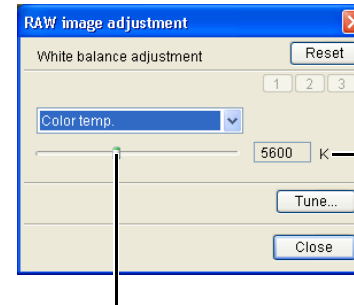 RAW image adjustment
White balance adjustment Reset
1 2 3
Color temp.
5600 K
Tune...
Close